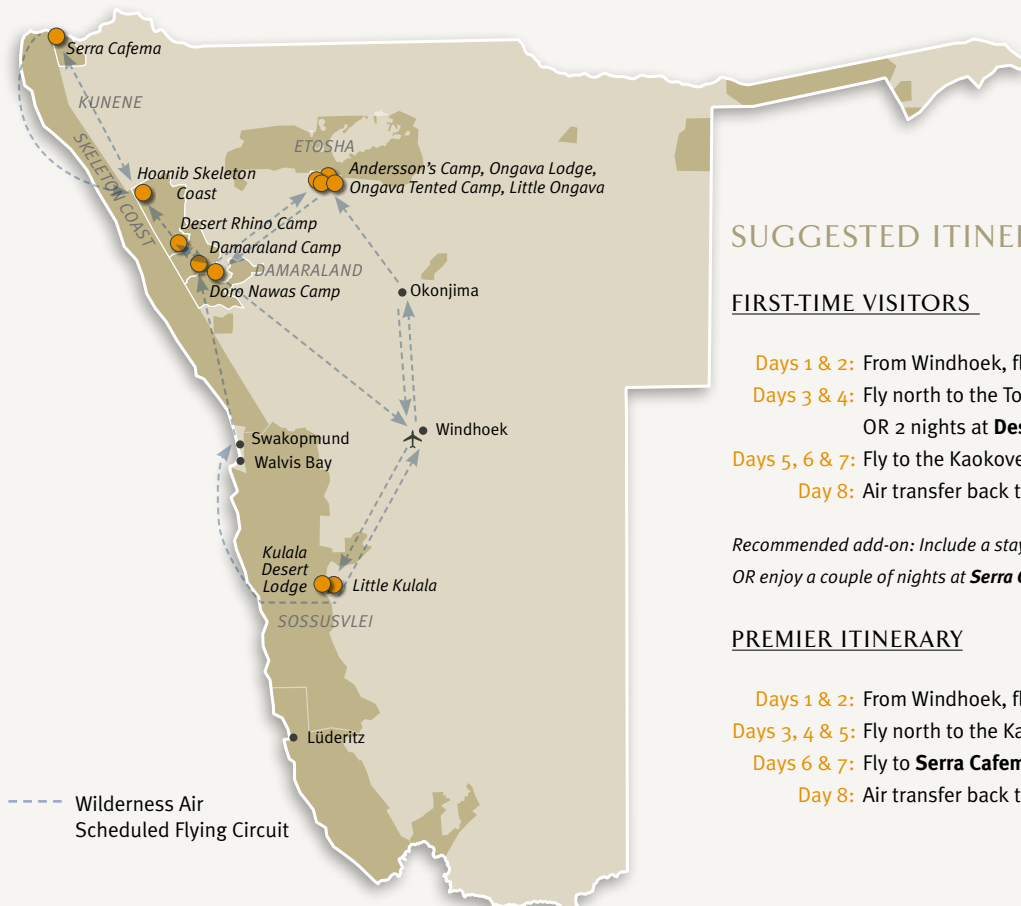 Serra Cafema
KUNENE
SKELETON COAST
ETOSHA
Hoanib Skeleton
Coast
Andersson's Camp, Ongava Lodge,
Ongava Tented Camp, Little Ongava
Desert Rhino Camp
Damaraland Camp
DAMARALAND
Doro Nawas Camp
Okonjima
Windhoek
Swakopmund
Walvis Bay
Kulala
Desert
Lodge
Little Kulala
SOSSUSVLEI
Lüderitz
Wilderness Air
Scheduled Flying Circuit
SUGGESTED ITINE
FIRST-TIME VISITORS
Days 1 & 2: From Windhoek, fl
Days 3 & 4: Fly north to the To
OR 2 nights at Des
Days 5, 6 & 7: Fly to the Kaokove
Day 8: Air transfer back t
Recommended add-on: Include a stay
OR enjoy a couple of nights at Serra
PREMIER ITINERARY
Days 1 & 2: From Windhoek, fl
Days 3, 4 & 5: Fly north to the Ka
Days 6 & 7: Fly to Serra Cafem
Day 8: Air transfer back t